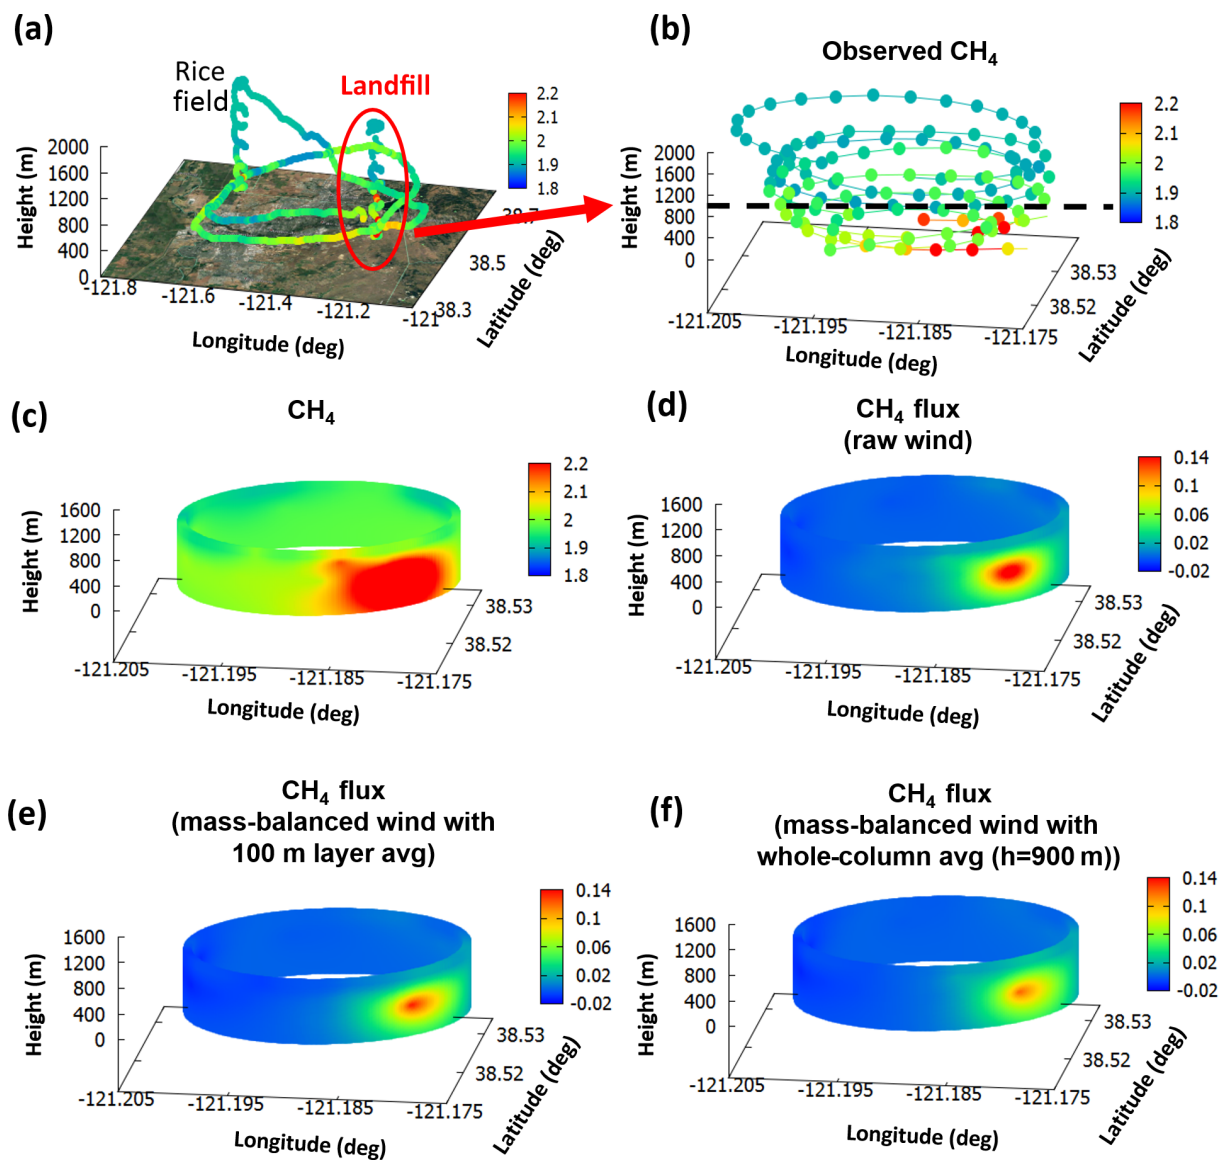 (a)
Rice
field
Landfill
2.2
2.1
2
1.9
1.8
Height (m)
2000
1600
1200
800
400
0
-121.8
-121.6
-121.4
-121.2
-121
38.3
38.5
38.7
Longitude (deg)
Latitude (deg)
(b)
Observed CH₄
2.2
2.1
2
1.9
1.8
Height (m)
2000
1600
1200
800
400
0
-121.205
-121.195
-121.185
-121.175
38.52
38.53
Longitude (deg)
Latitude (deg)
(c)
CH₄
2.2
2.1
2
1.9
1.8
Height (m)
1600
1200
800
400
0
-121.205
-121.195
-121.185
-121.175
38.52
38.53
Longitude (deg)
(d)
CH₄ flux
(raw wind)
0.14
0.1
0.06
0.02
-0.02
Height (m)
1600
1200
800
400
0
-121.205
-121.195
-121.185
-121.175
38.52
38.53
Longitude (deg)
Latitude (deg)
(e)
CH₄ flux
(mass-balanced wind with
100 m layer avg)
0.14
0.1
0.06
0.02
-0.02
Height (m)
1600
1200
800
400
0
-121.205
-121.195
-121.185
-121.175
38.52
38.53
Longitude (deg)
Latitude (deg)
(f)
CH₄ flux
(mass-balanced wind with
whole-column avg (h=900 m))
0.14
0.1
0.06
0.02
-0.02
Height (m)
1600
1200
800
400
0
-121.205
-121.195
-121.185
-121.175
38.52
38.53
Longitude (deg)
Latitude (deg)